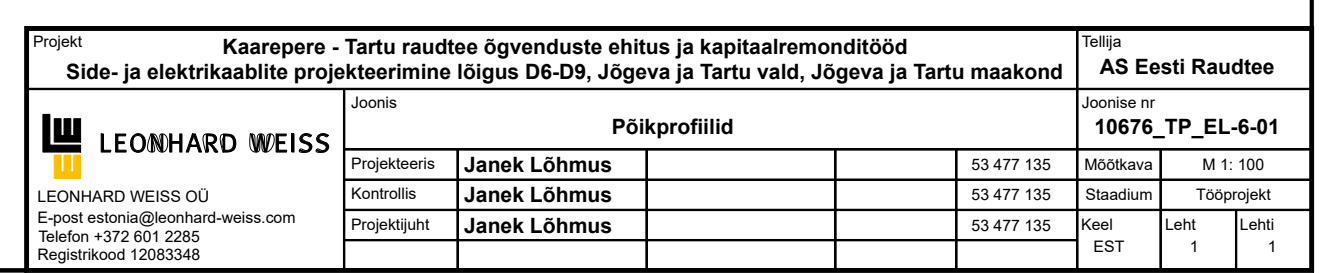 Projekt
Kaarepere - Tartu raudtee õgvenduste ehitus ja kapitaalremonditööd
Side- ja elektrikaablite projekteerimine lõigus D6-D9, Jõgeva ja Tartu vald, Jõgeva ja Tartu maakond
Tellija
AS Eesti Raudtee
LEONHARD WEISS
LEONHARD WEISS OÜ
E-post estonia@leonhard-weiss.com
Telefon +372 601 2285
Registrikood 12083348
Joonis
Põikprofiilid
Joonise nr
10676_TP_EL-6-01
Projekteeris Janek Lõhmus 53 477 135
Kontrollis Janek Lõhmus 53 477 135
Projektijuht Janek Lõhmus 53 477 135
Mõõtkava M 1: 100
Staadium Tööprojekt
Keel Leht Lehti
EST 1 1